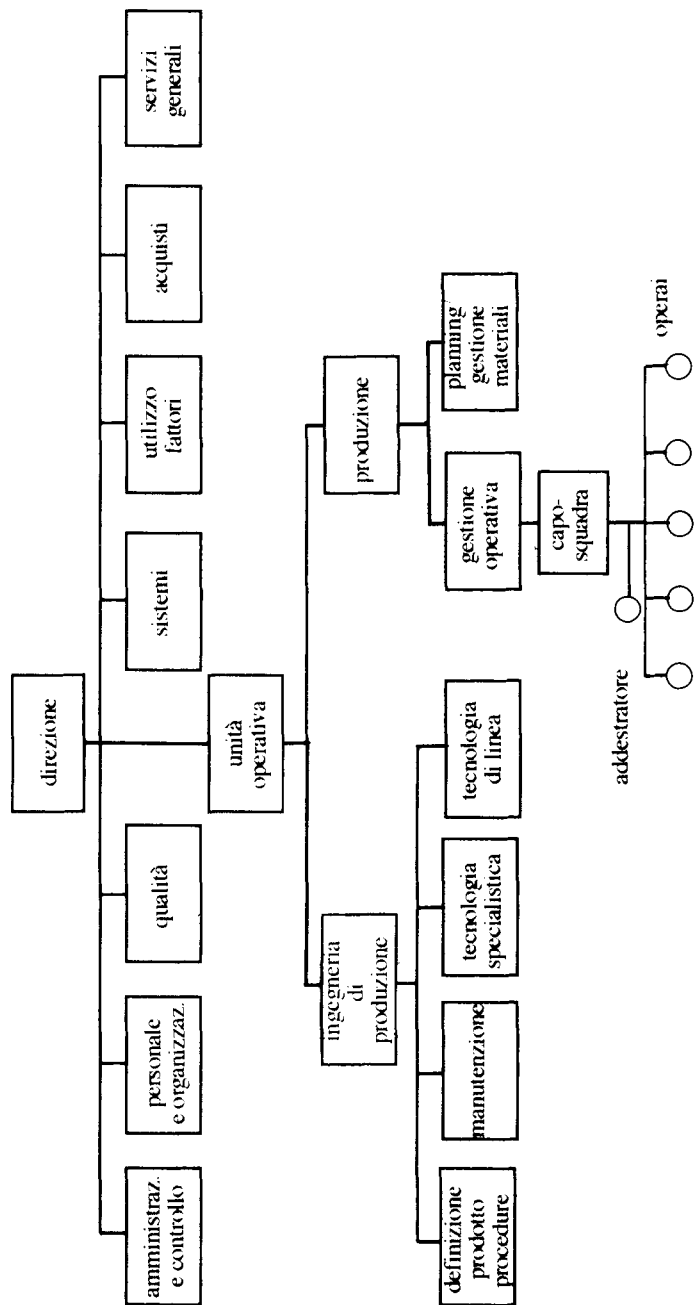 direzione
amministraz.
e controllo
personale
e organizzaz.
qualità
sistemi
utilizzo
fattori
acquisti
servizi
generali
unità
operativa
ingegneria
di
produzione
produzione
definizione
prodotto
procedure
manutenzione
tecnologia
specialistica
tecnologia
di linea
gestione
operativa
planning
gestione
materiali
capo-
squadra
addestratore
operai